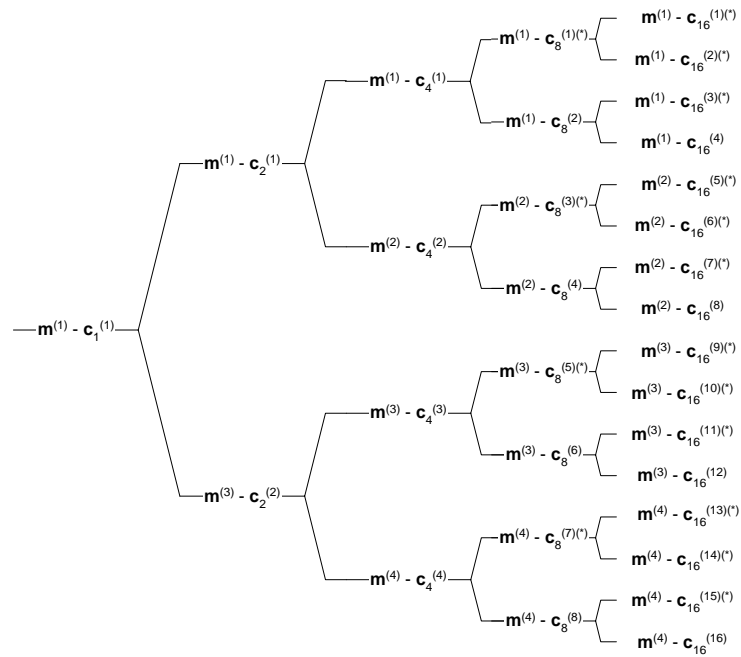 m(1) - c16(1)(*)
m(1) - c8(1)(*)
m(1) - c16(2)(*)
m(1) - c4(1)
m(1) - c16(3)(*)
m(1) - c8(2)
m(1) - c16(4)
m(1) - c2(1)
m(2) - c16(5)(*)
m(2) - c8(3)(*)
m(2) - c16(6)(*)
m(2) - c4(2)
m(2) - c16(7)(*)
m(2) - c8(4)
m(2) - c16(8)
m(1) - c1(1)
m(3) - c16(9)(*)
m(3) - c8(5)(*)
m(3) - c16(10)(*)
m(3) - c4(3)
m(3) - c16(11)(*)
m(3) - c8(6)
m(3) - c16(12)
m(3) - c2(2)
m(4) - c16(13)(*)
m(4) - c8(7)(*)
m(4) - c16(14)(*)
m(4) - c4(4)
m(4) - c16(15)(*)
m(4) - c8(8)
m(4) - c16(16)